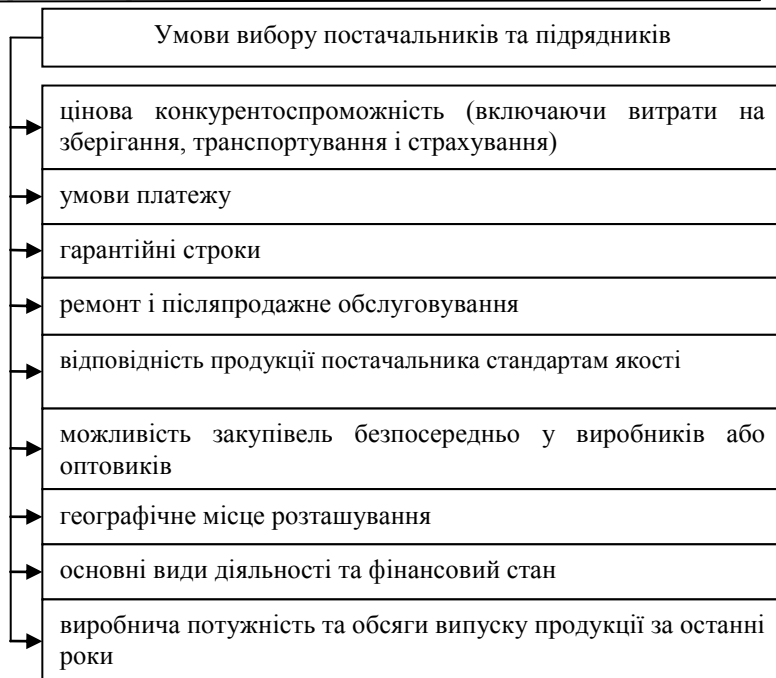 Умови вибору постачальників та підрядників
цінова конкурентоспроможність (включаючи витрати на
зберігання, транспортування і страхування)
умови платежу
гарантійні строки
ремонт і післяпродажне обслуговування
відповідність продукції постачальника стандартам якості
можливість закупівель безпосередньо у виробників або
оптовиків
географічне місце розташування
основні види діяльності та фінансовий стан
виробнича потужність та обсяги випуску продукції за останні
роки